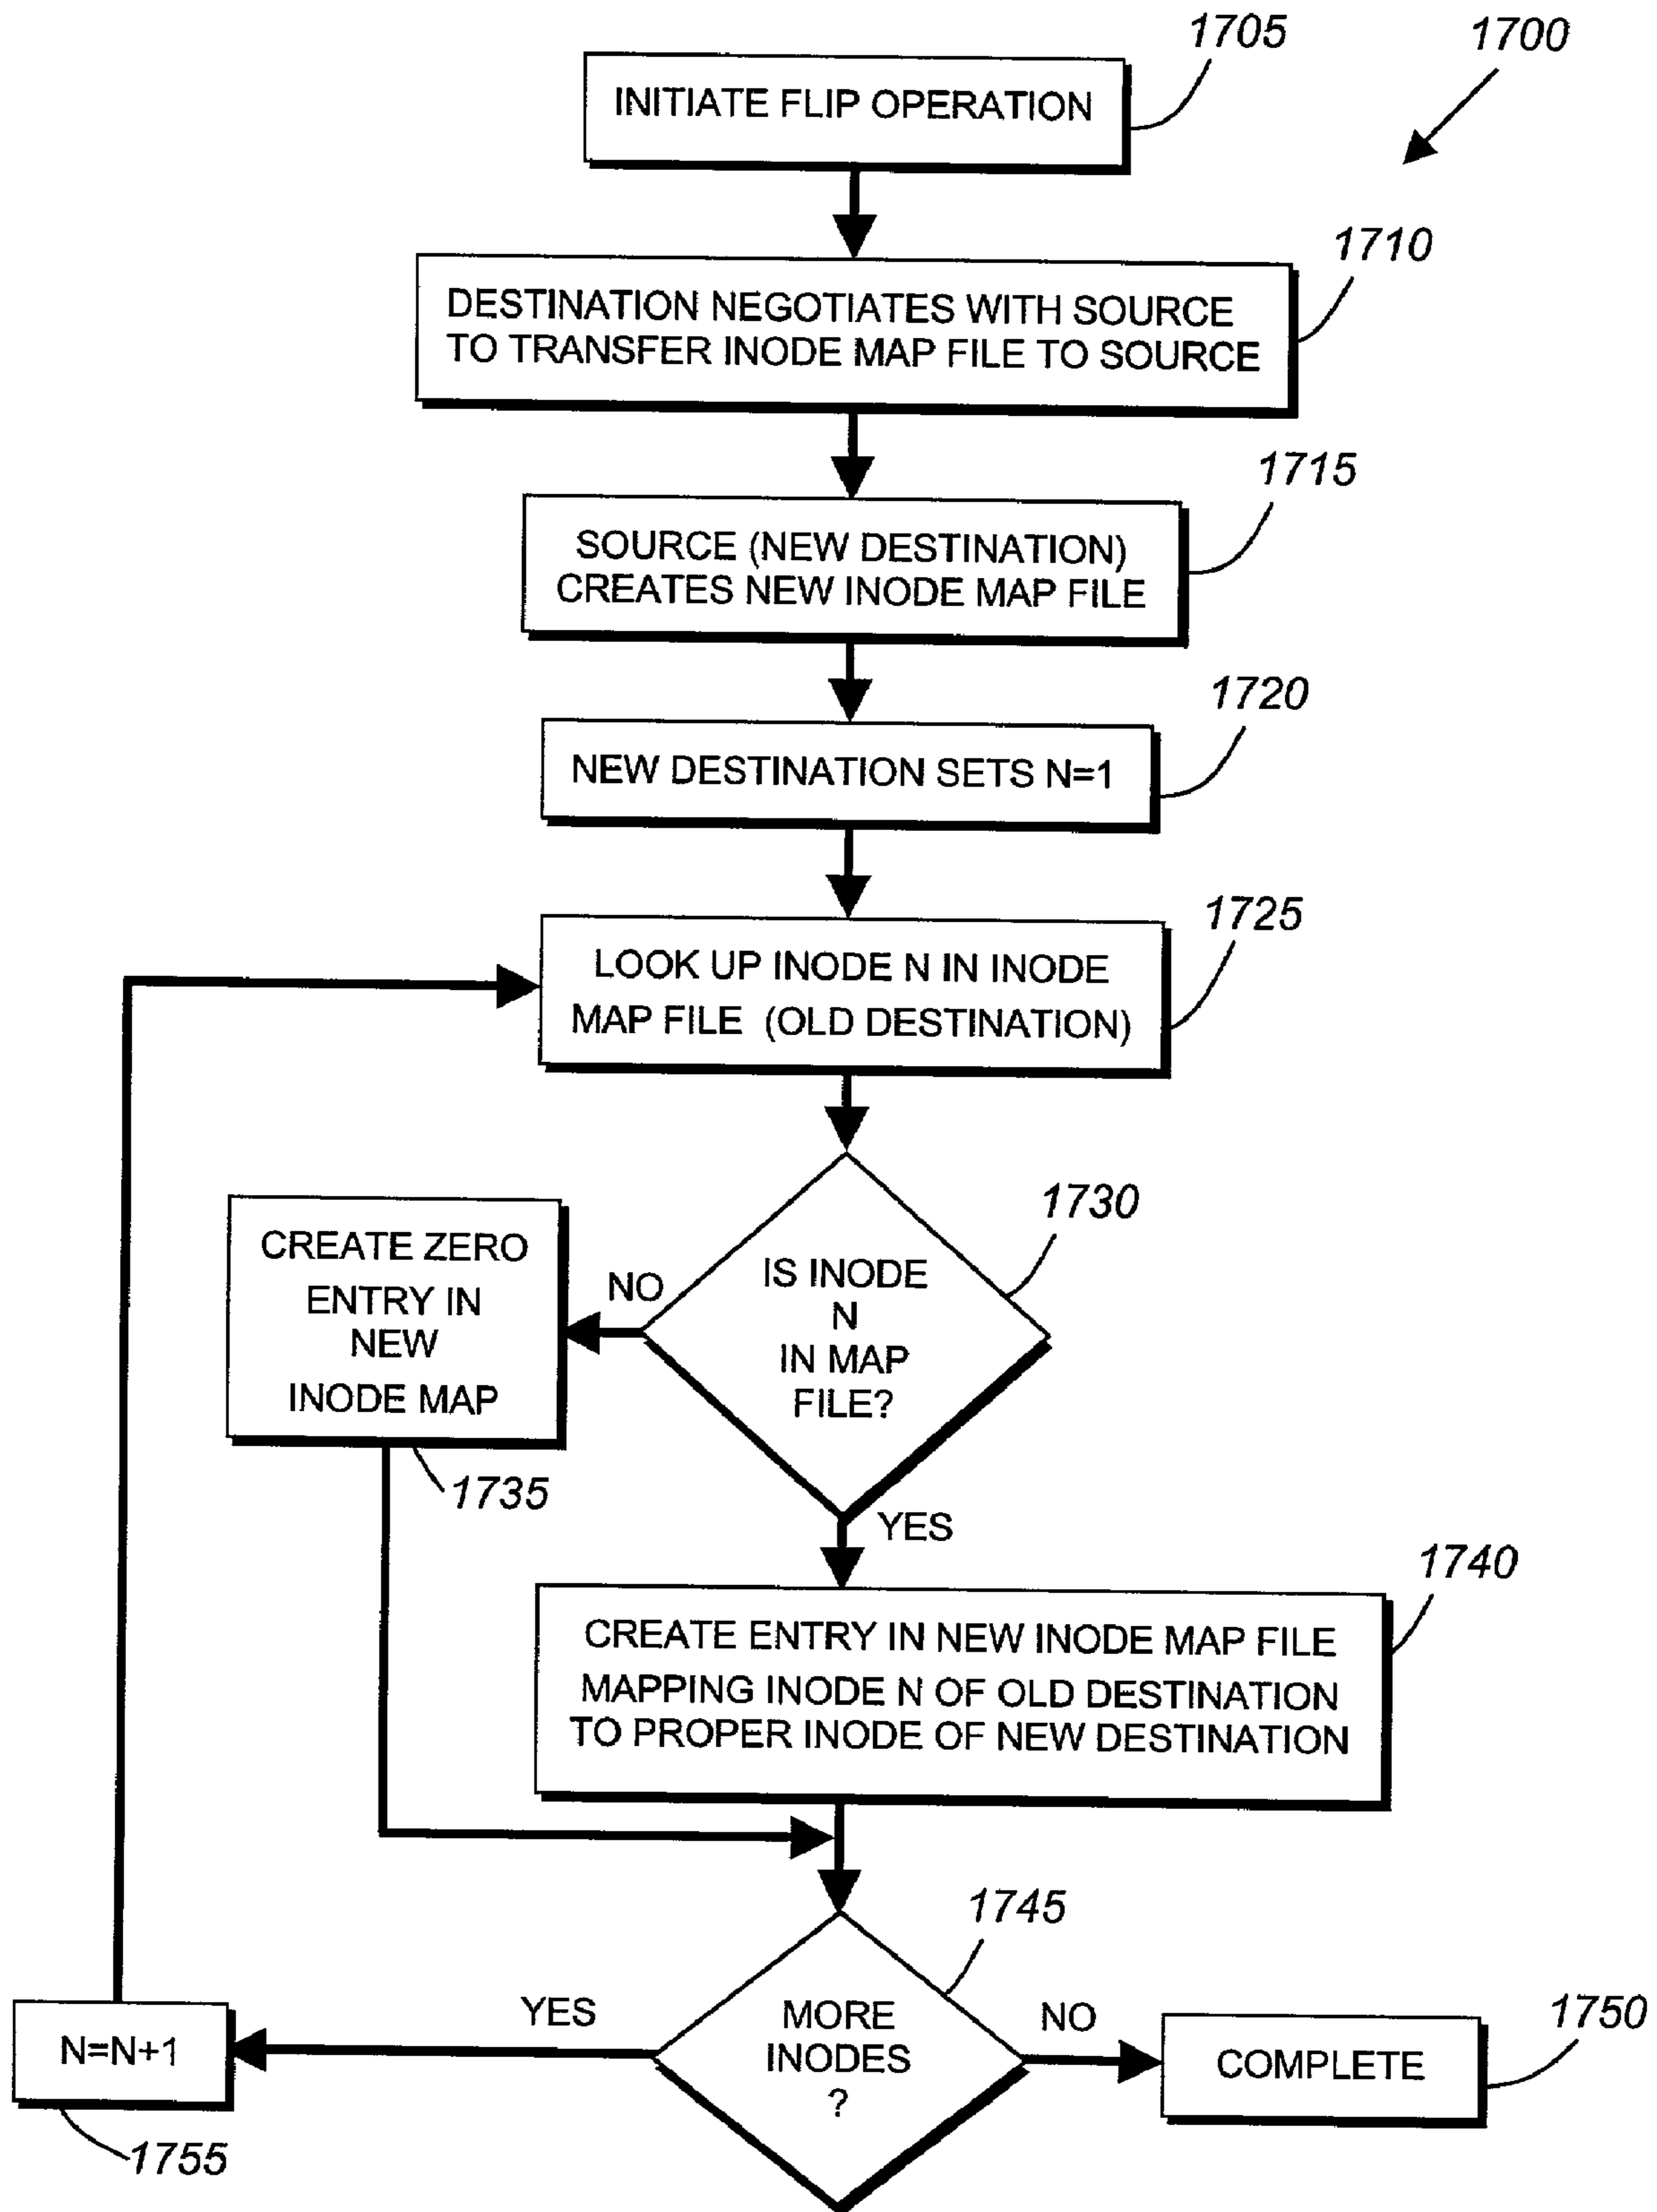 1705
1700
INITIATE FLIP OPERATION
1710
DESTINATION NEGOTIATES WITH SOURCE
TO TRANSFER INODE MAP FILE TO SOURCE
1715
SOURCE (NEW DESTINATION)
CREATES NEW INODE MAP FILE
1720
NEW DESTINATION SETS N=1
1725
LOOK UP INODE N IN INODE
MAP FILE (OLD DESTINATION)
1730
IS INODE
N
IN MAP
FILE?
NO
CREATE ZERO
ENTRY IN
NEW
INODE MAP
1735
YES
1740
CREATE ENTRY IN NEW INODE MAP FILE
MAPPING INODE N OF OLD DESTINATION
TO PROPER INODE OF NEW DESTINATION
1745
MORE
INODES
?
YES
NO
N=N+1
1755
COMPLETE
1750